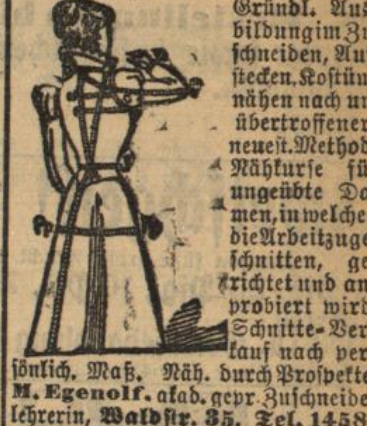 Gründl. Aus
bildung im Zu
schneiden, Auf
stecken, Kostüm
nähen nach un
übertroffener
neuest. Method
Nähkurse fü
ungeübte Da
men, in welche
die Arbeit zuge
schnitten, ge
richtet und an
probiert wird
Schnitte-Ver
kauf nach per
sönlich. Maß. Näh. durch Prospekte
M. Egenolf. akad. gepr. Zuschneide
lehrerin, Waldstr. 35. Tel. 1458